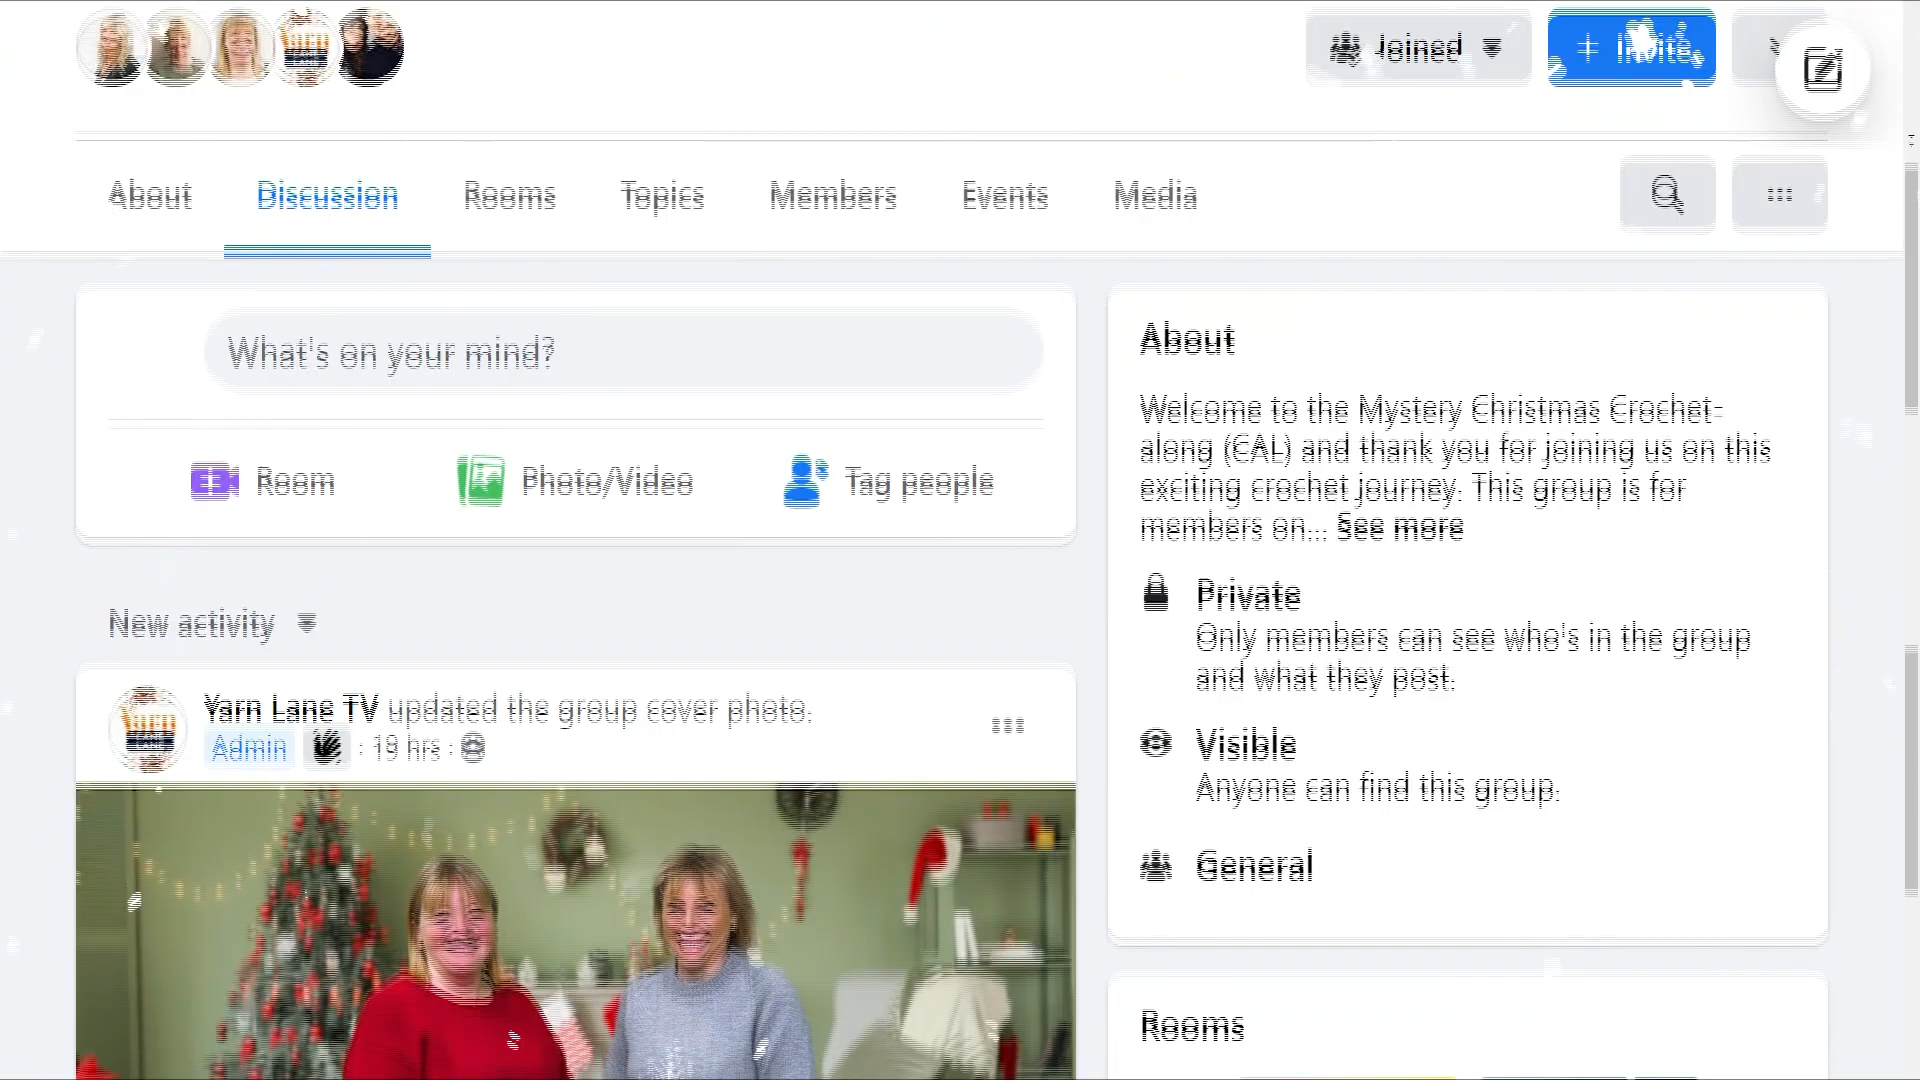 Joined
+ Invite
About
Discussion
Rooms
Topics
Members
Events
Media
What's on your mind?
Room
Photo/Video
Tag people
New activity
Yarn Lane TV updated the group cover photo.
Admin · 19 hrs ·
About
Welcome to the Mystery Christmas Crochet-
along (CAL) and thank you for joining us on this
exciting crochet journey. This group is for
members on... See more
Private
Only members can see who's in the group
and what they post.
Visible
Anyone can find this group.
General
Rooms